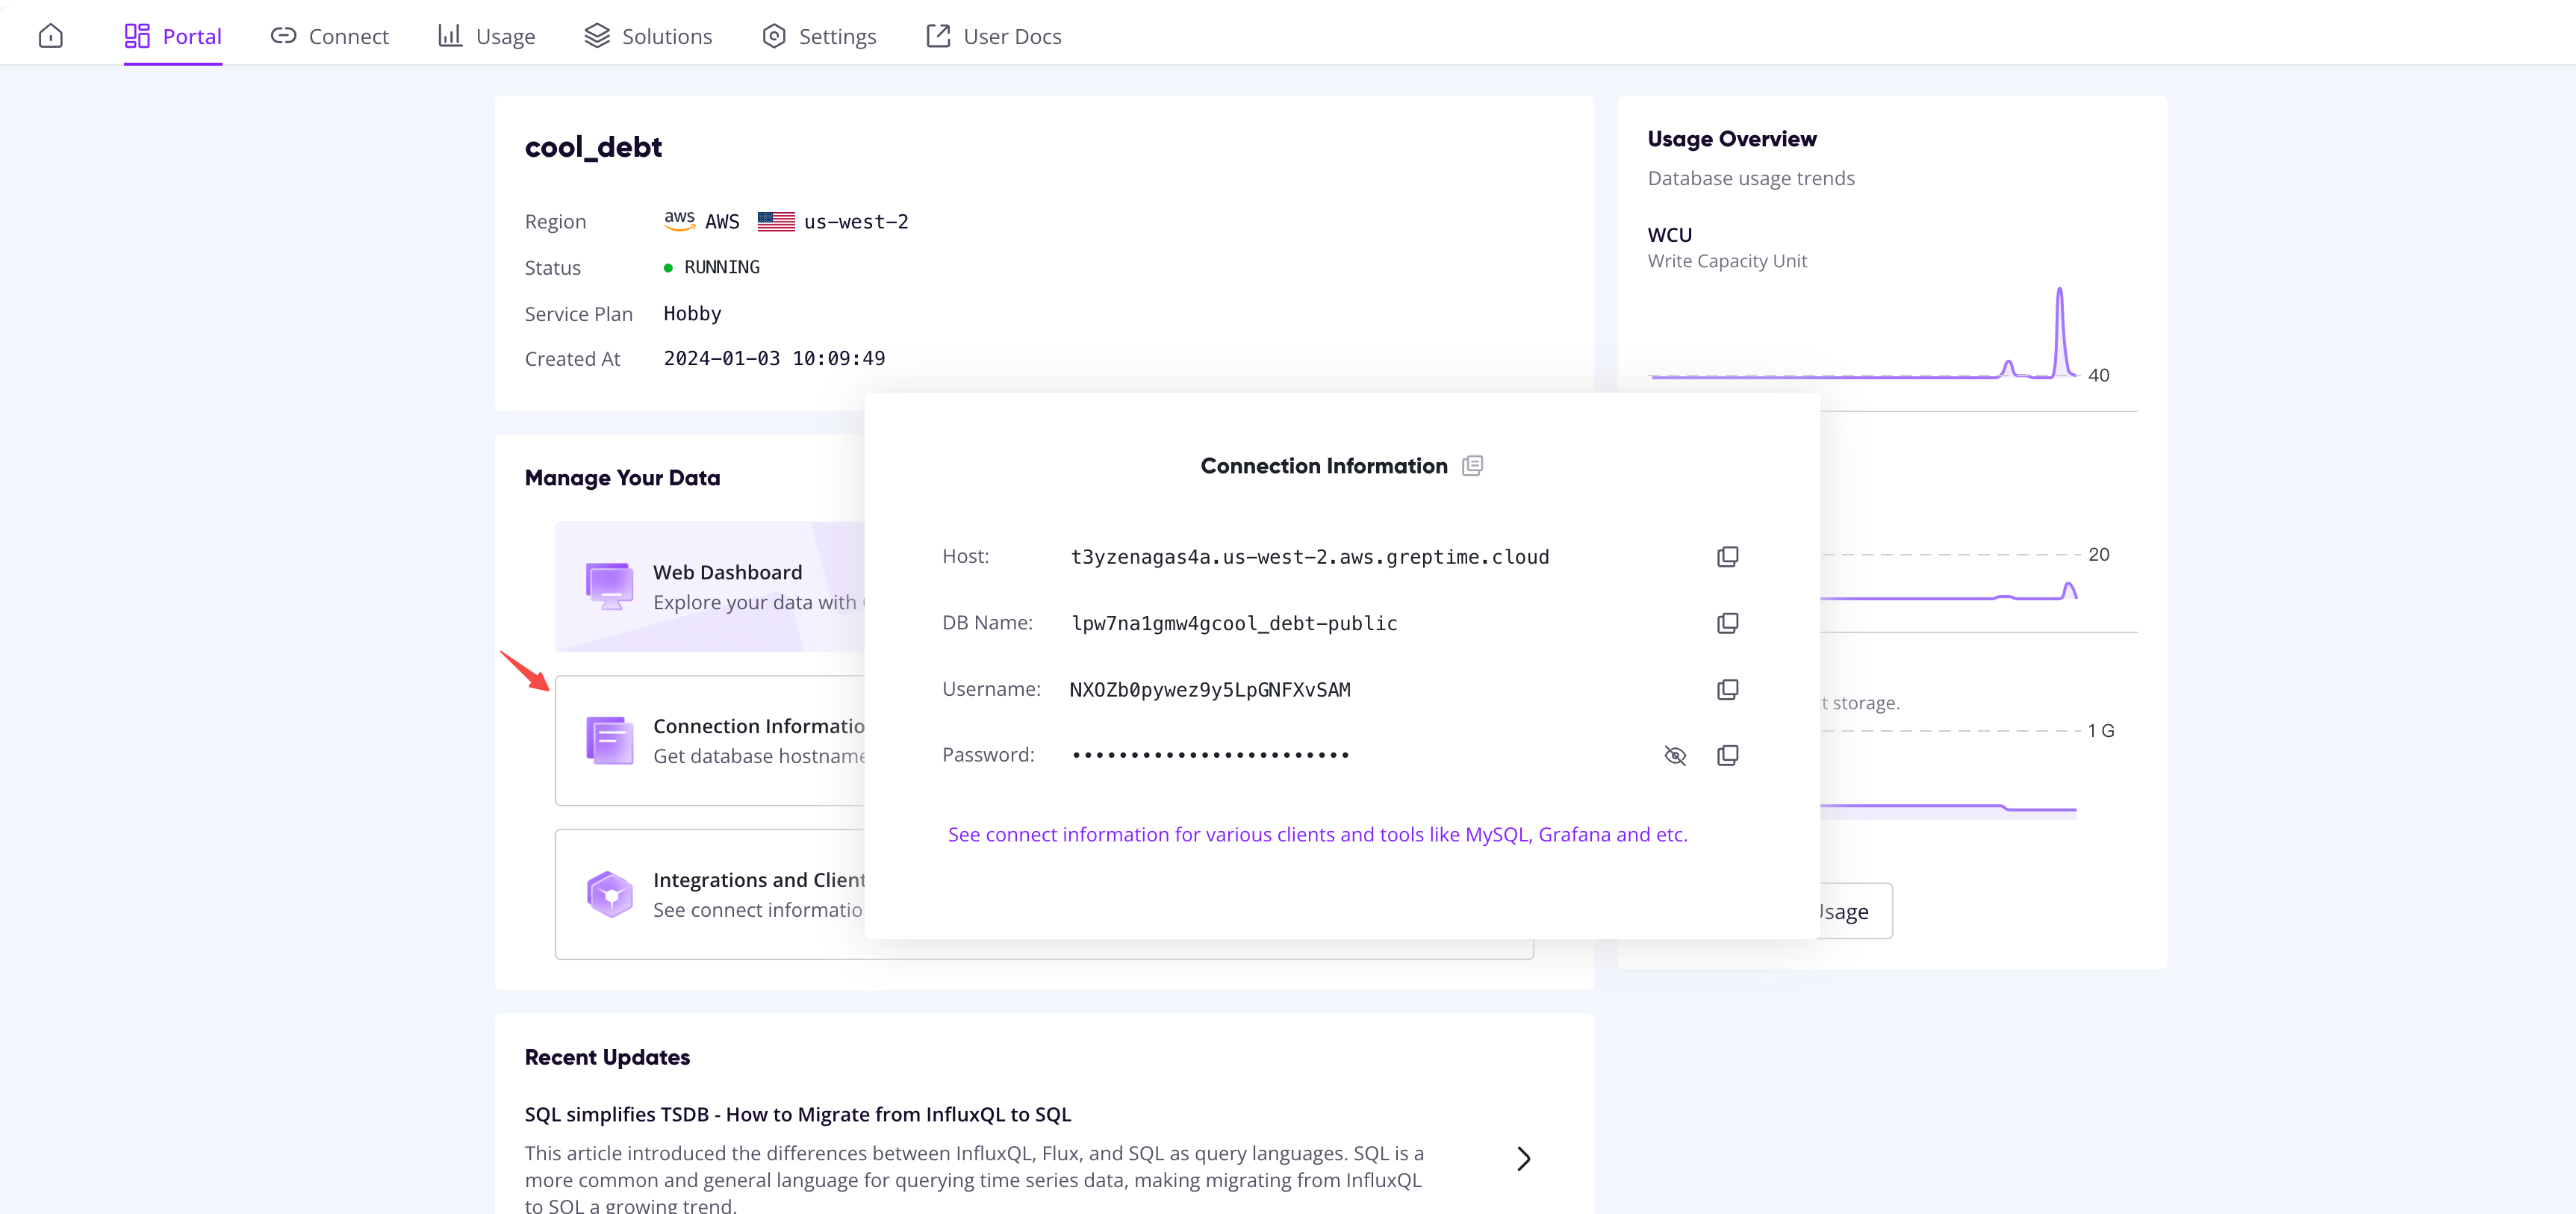 Portal
Connect
Usage
Solutions
Settings
User Docs
cool_debt
Region
aws AWS us-west-2
Status
RUNNING
Service Plan
Hobby
Created At
2024-01-03 10:09:49
Manage Your Data
Web Dashboard
Explore your data with
Connection Informatio
Get database hostname
Integrations and Client
See connect informatio
Connection Information
Host:
t3yzenagas4a.us-west-2.aws.greptime.cloud
DB Name:
lpw7na1gmw4gcool_debt-public
Username:
NXOZb0pywez9y5LpGNFXvSAM
Password:
••••••••••••••••••••••••
See connect information for various clients and tools like MySQL, Grafana and etc.
Usage Overview
Database usage trends
WCU
Write Capacity Unit
40
20
storage.
1 G
Usage
Recent Updates
SQL simplifies TSDB - How to Migrate from InfluxQL to SQL
This article introduced the differences between InfluxQL, Flux, and SQL as query languages. SQL is a
more common and general language for querying time series data, making migrating from InfluxQL
to SQL a growing trend.